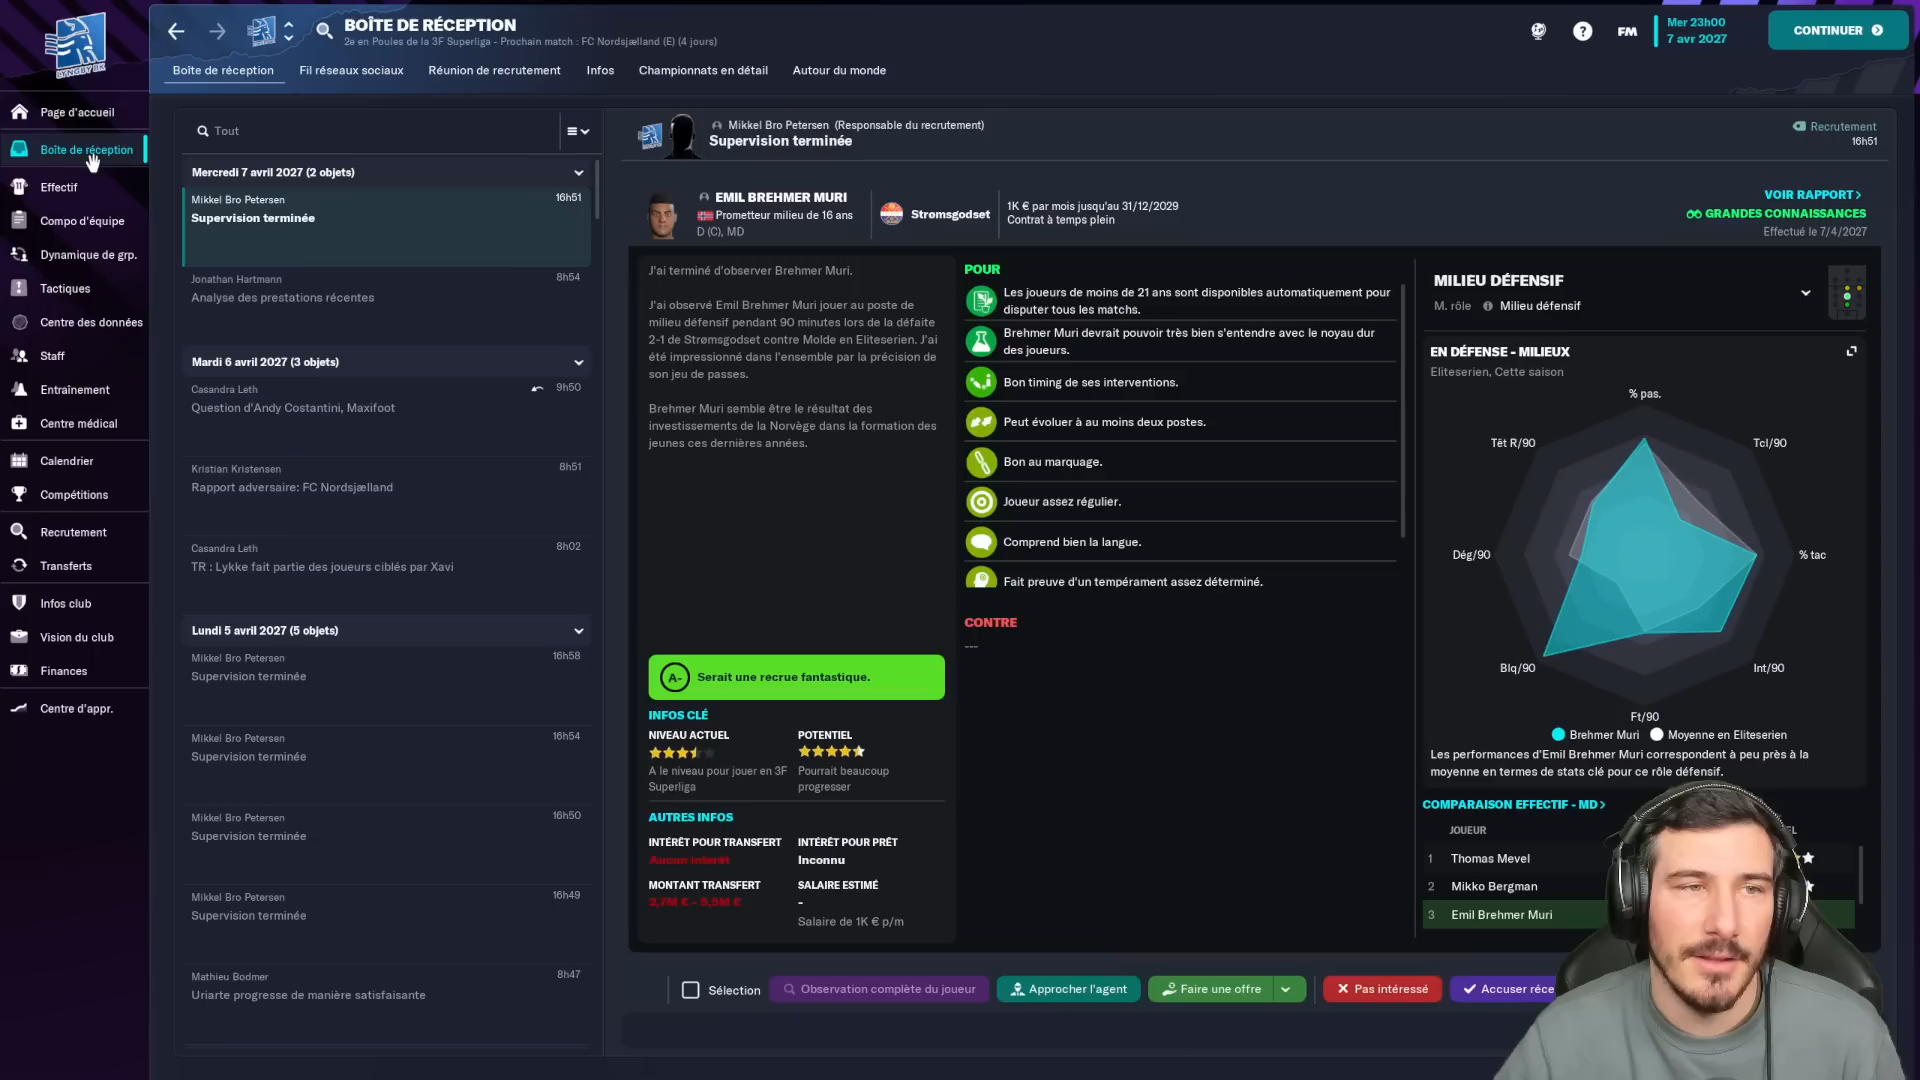 LYNGBY BK
BOÎTE DE RÉCEPTION
2e en Poules de la 3F Superliga - Prochain match : FC Nordsjælland (E) (4 jours)
FM
Mer 23h00
7 avr 2027
CONTINUER
Boîte de réception
Fil réseaux sociaux
Réunion de recrutement
Infos
Championnats en détail
Autour du monde
Page d'accueil
Boîte de réception
Effectif
Compo d'équipe
Dynamique de grp.
Tactiques
Centre des données
Staff
Entraînement
Centre médical
Calendrier
Compétitions
Recrutement
Transferts
Infos club
Vision du club
Finances
Centre d'appr.
Tout
Mercredi 7 avril 2027 (2 objets)
Mikkel Bro Petersen 16h51
Supervision terminée
Jonathan Hartmann 8h54
Analyse des prestations récentes
Mardi 6 avril 2027 (3 objets)
Casandra Leth 9h50
Question d'Andy Costantini, Maxifoot
Kristian Kristensen 8h51
Rapport adversaire: FC Nordsjælland
Casandra Leth 8h02
TR : Lykke fait partie des joueurs ciblés par Xavi
Lundi 5 avril 2027 (5 objets)
Mikkel Bro Petersen 16h58
Supervision terminée
Mikkel Bro Petersen 16h54
Supervision terminée
Mikkel Bro Petersen 16h50
Supervision terminée
Mikkel Bro Petersen 16h49
Supervision terminée
Mathieu Bodmer 8h47
Uriarte progresse de manière satisfaisante
Mikkel Bro Petersen (Responsable du recrutement)
Supervision terminée
Recrutement
16h51
EMIL BREHMER MURI
Prometteur milieu de 16 ans
D (C), MD
Strømsgodset
1K € par mois jusqu'au 31/12/2029
Contrat à temps plein
VOIR RAPPORT>
GRANDES CONNAISSANCES
Effectué le 7/4/2027
J'ai terminé d'observer Brehmer Muri.
J'ai observé Emil Brehmer Muri jouer au poste de
milieu défensif pendant 90 minutes lors de la défaite
2-1 de Strømsgodset contre Molde en Eliteserien. J'ai
été impressionné dans l'ensemble par la précision de
son jeu de passes.
Brehmer Muri semble être le résultat des
investissements de la Norvège dans la formation des
jeunes ces dernières années.
A- Serait une recrue fantastique.
INFOS CLÉ
NIVEAU ACTUEL
A le niveau pour jouer en 3F
Superliga
POTENTIEL
Pourrait beaucoup
progresser
AUTRES INFOS
INTÉRÊT POUR TRANSFERT
Aucun intérêt
INTÉRÊT POUR PRÊT
Inconnu
MONTANT TRANSFERT
2,7M € - 5,5M €
SALAIRE ESTIMÉ
-
Salaire de 1K € p/m
POUR
Les joueurs de moins de 21 ans sont disponibles automatiquement pour
disputer tous les matchs.
Brehmer Muri devrait pouvoir très bien s'entendre avec le noyau dur
des joueurs.
Bon timing de ses interventions.
Peut évoluer à au moins deux postes.
Bon au marquage.
Joueur assez régulier.
Comprend bien la langue.
Fait preuve d'un tempérament assez déterminé.
CONTRE
---
MILIEU DÉFENSIF
M. rôle Milieu défensif
EN DÉFENSE - MILIEUX
Eliteserien, Cette saison
% pas.
Têt R/90
Tcl/90
Dég/90
% tac
Blq/90
Int/90
Ft/90
Brehmer Muri
Moyenne en Eliteserien
Les performances d'Emil Brehmer Muri correspondent à peu près à la
moyenne en termes de stats clé pour ce rôle défensif.
COMPARAISON EFFECTIF - MD>
JOUEUR
1 Thomas Mevel
2 Mikko Bergman
3 Emil Brehmer Muri
Sélection
Observation complète du joueur
Approcher l'agent
Faire une offre
Pas intéressé
Accuser réce